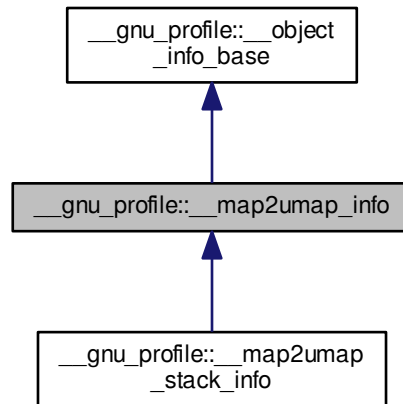 __gnu_profile::__object
_info_base
__gnu_profile::__map2umap_info
__gnu_profile::__map2umap
_stack_info